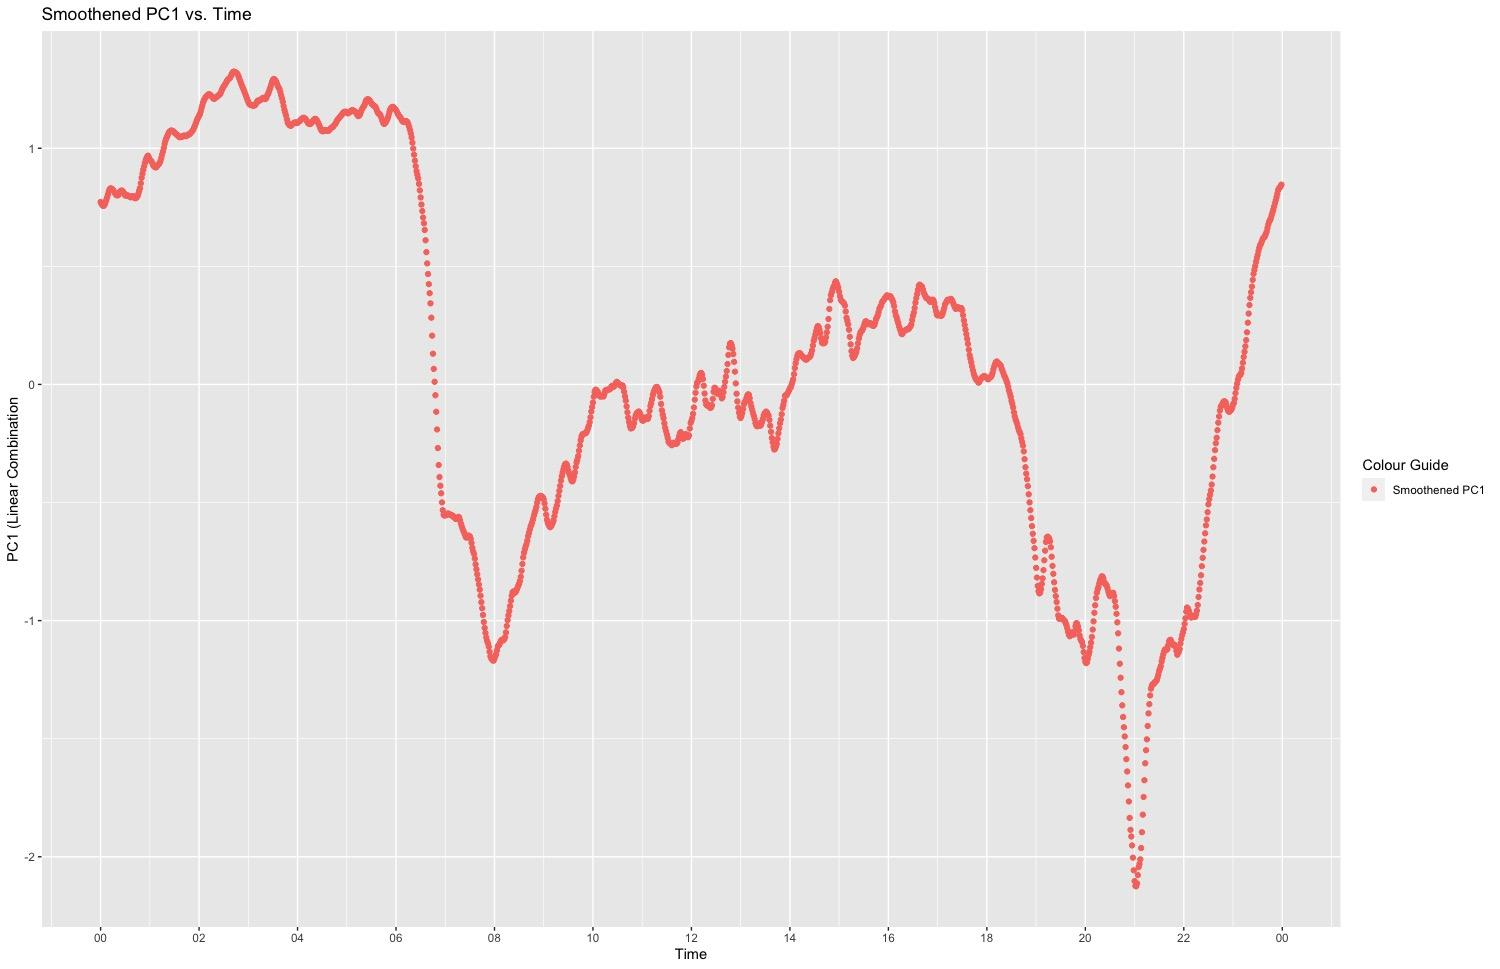 Smoothened PC1 vs. Time
PC1 (Linear Combination
1
0
-1
-2
00 02 04 06 08 10 12 14 16 18 20 22 00
Time
Colour Guide
Smoothened PC1